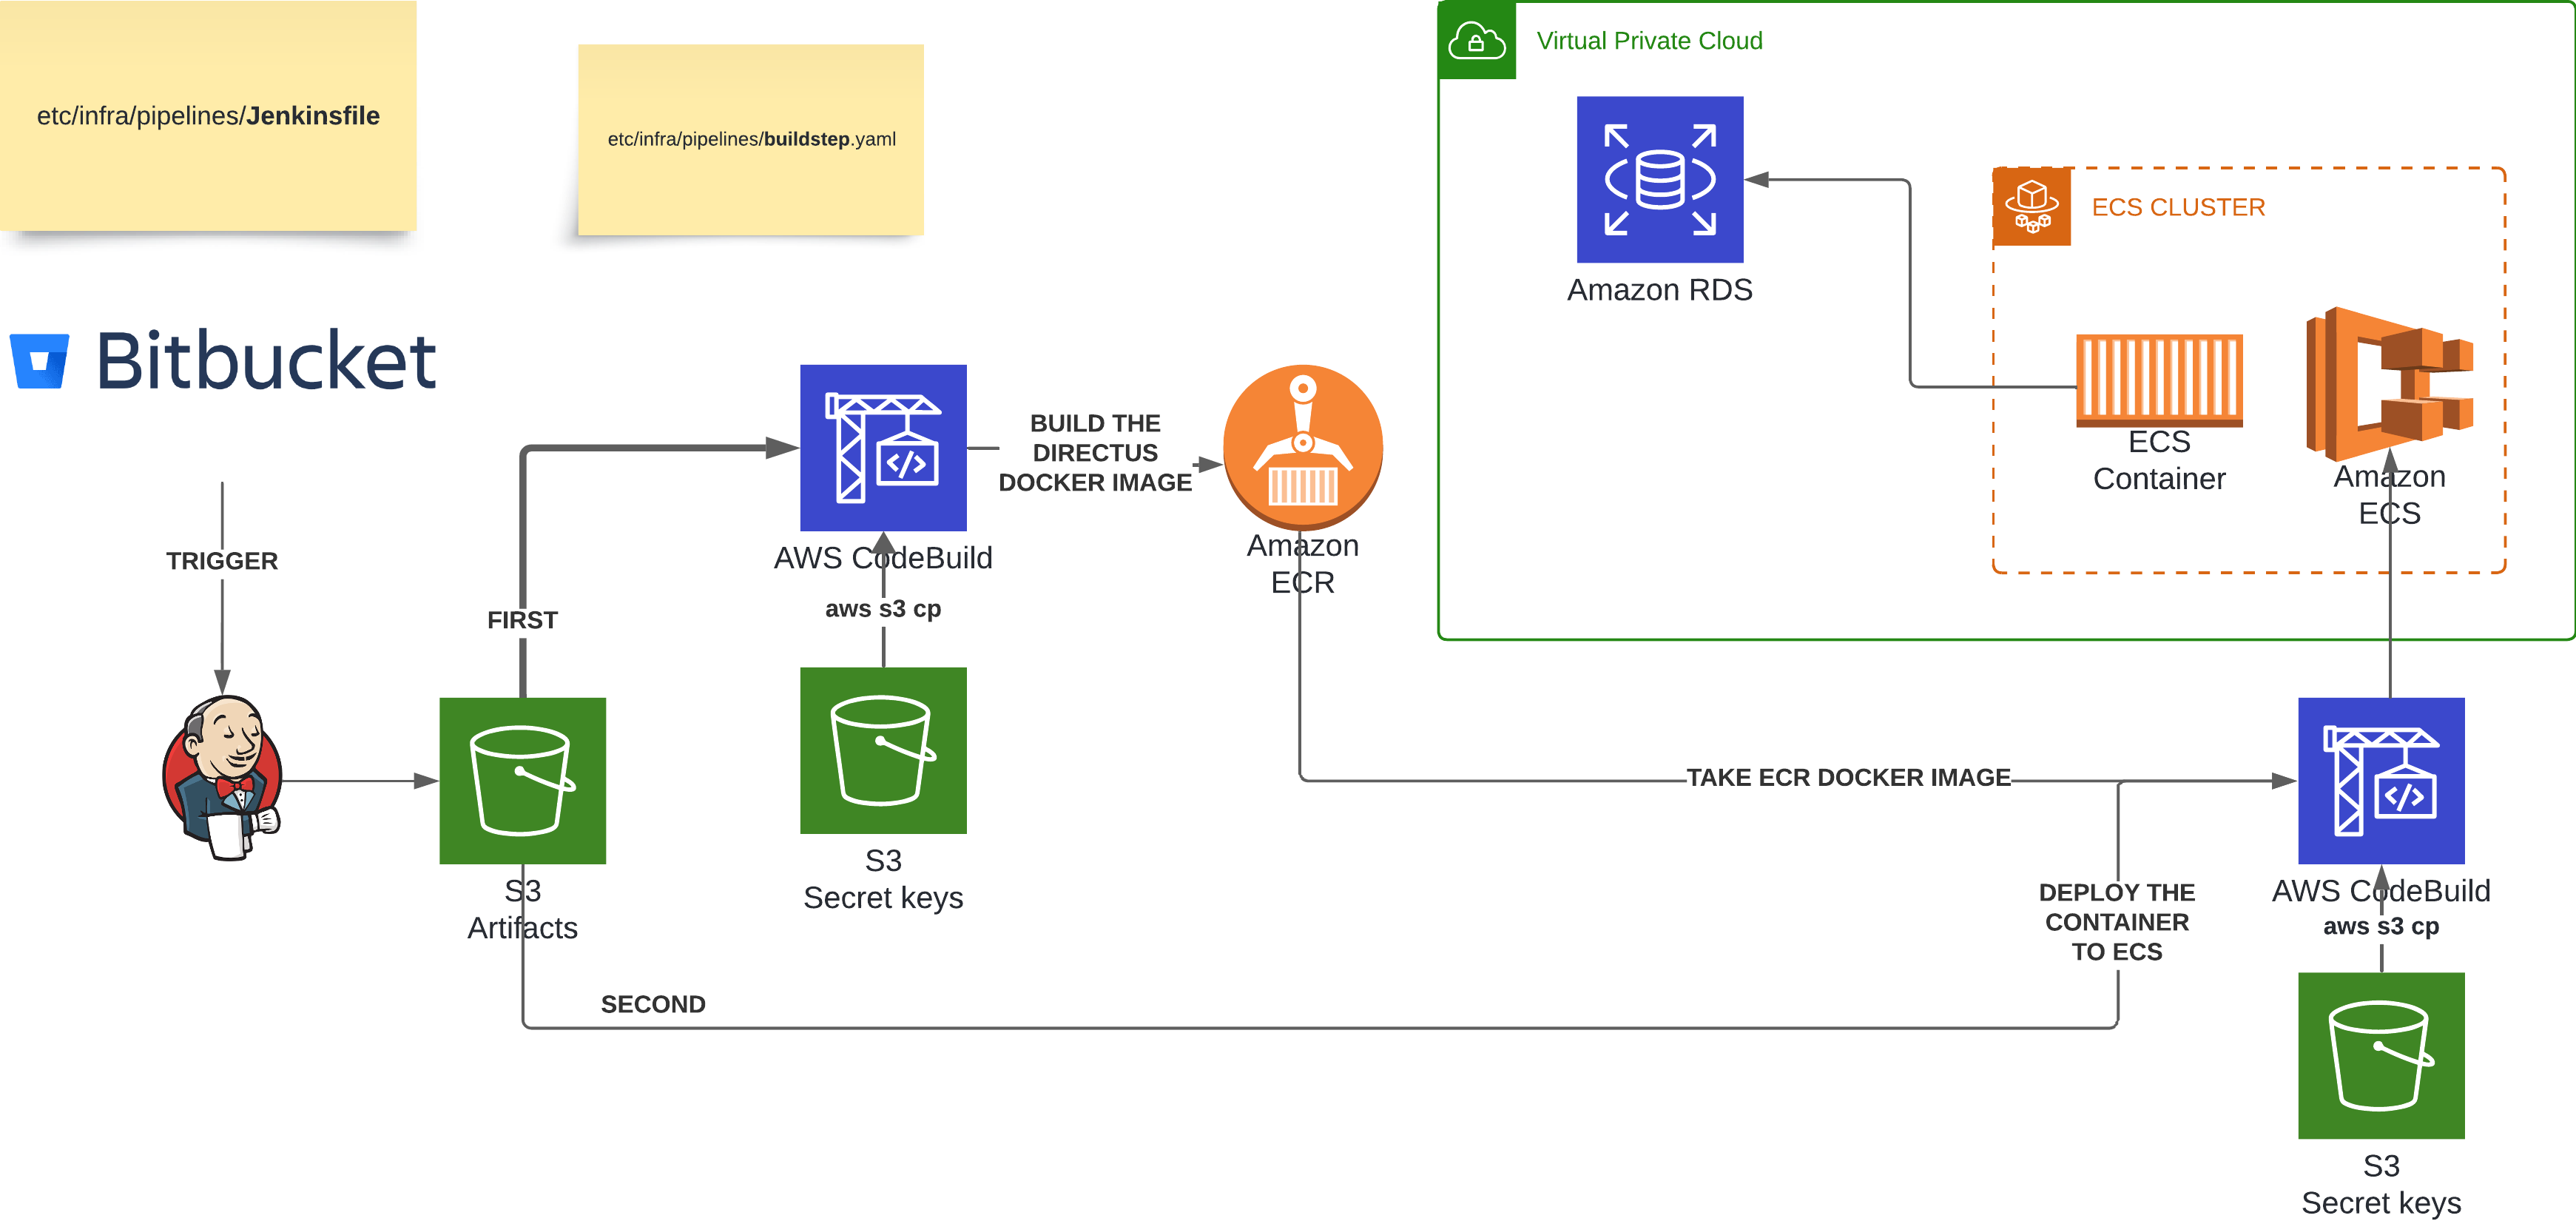 etc/infra/pipelines/Jenkinsfile
etc/infra/pipelines/buildstep.yaml
Virtual Private Cloud
Amazon RDS
ECS CLUSTER
ECS
Container
Amazon
ECS
Bitbucket
TRIGGER
FIRST
AWS CodeBuild
aws s3 cp
BUILD THE
DIRECTUS
DOCKER IMAGE
Amazon
ECR
S3
Artifacts
S3
Secret keys
SECOND
TAKE ECR DOCKER IMAGE
DEPLOY THE
CONTAINER
TO ECS
AWS CodeBuild
aws s3 cp
S3
Secret keys